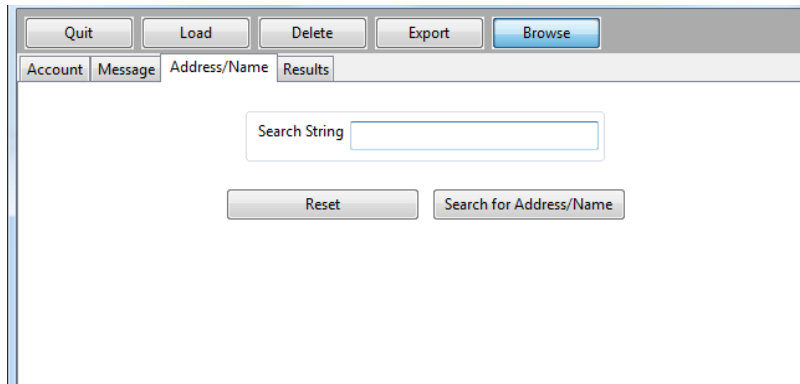 Quit Load Delete Export Browse
Account Message Address/Name Results
Search String
Reset Search for Address/Name